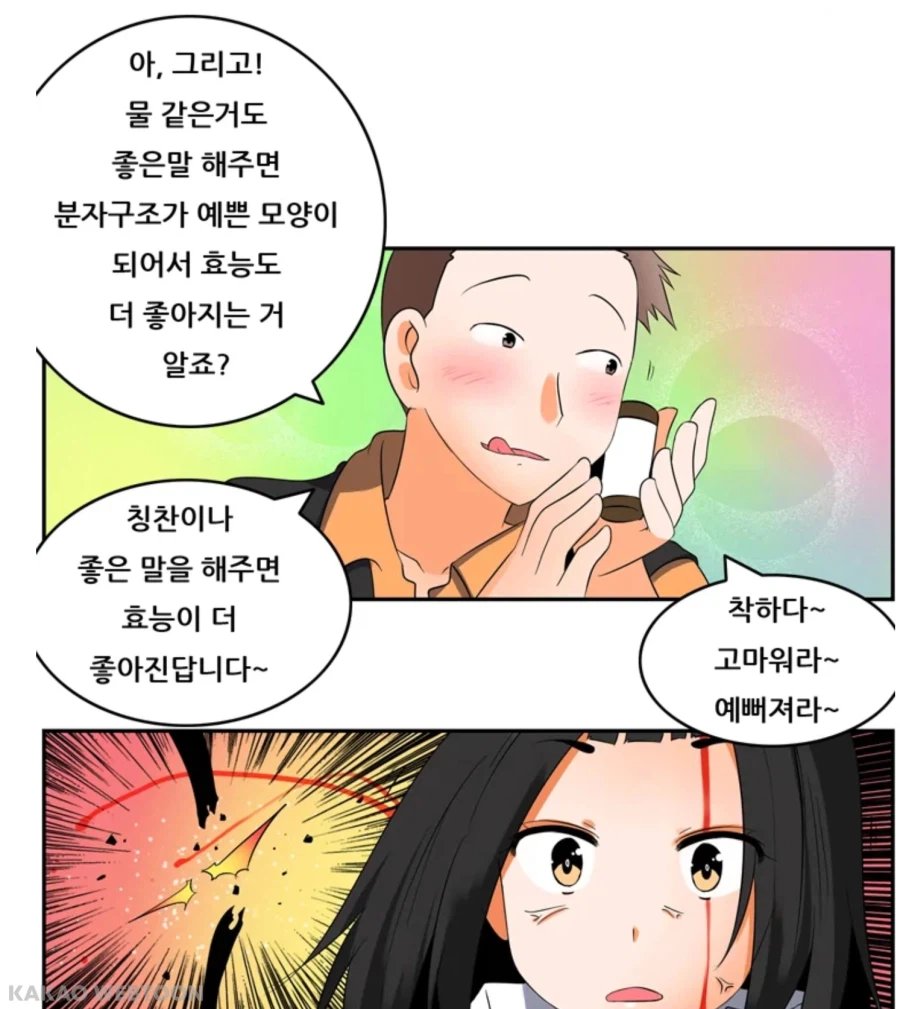 아, 그리고!
물 같은거도
좋은말 해주면
분자구조가 예쁜 모양이
되어서 효능도
더 좋아지는 거
알죠?
칭찬이나
좋은 말을 해주면
효능이 더
좋아진답니다~
착하다~
고마워라~
예뻐져라~
KAKAO WEBTOON